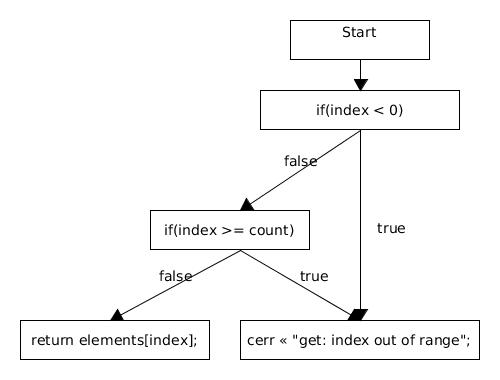 Start
if(index < 0)
false
true
if(index >= count)
false
true
return elements[index];
cerr « "get: index out of range";